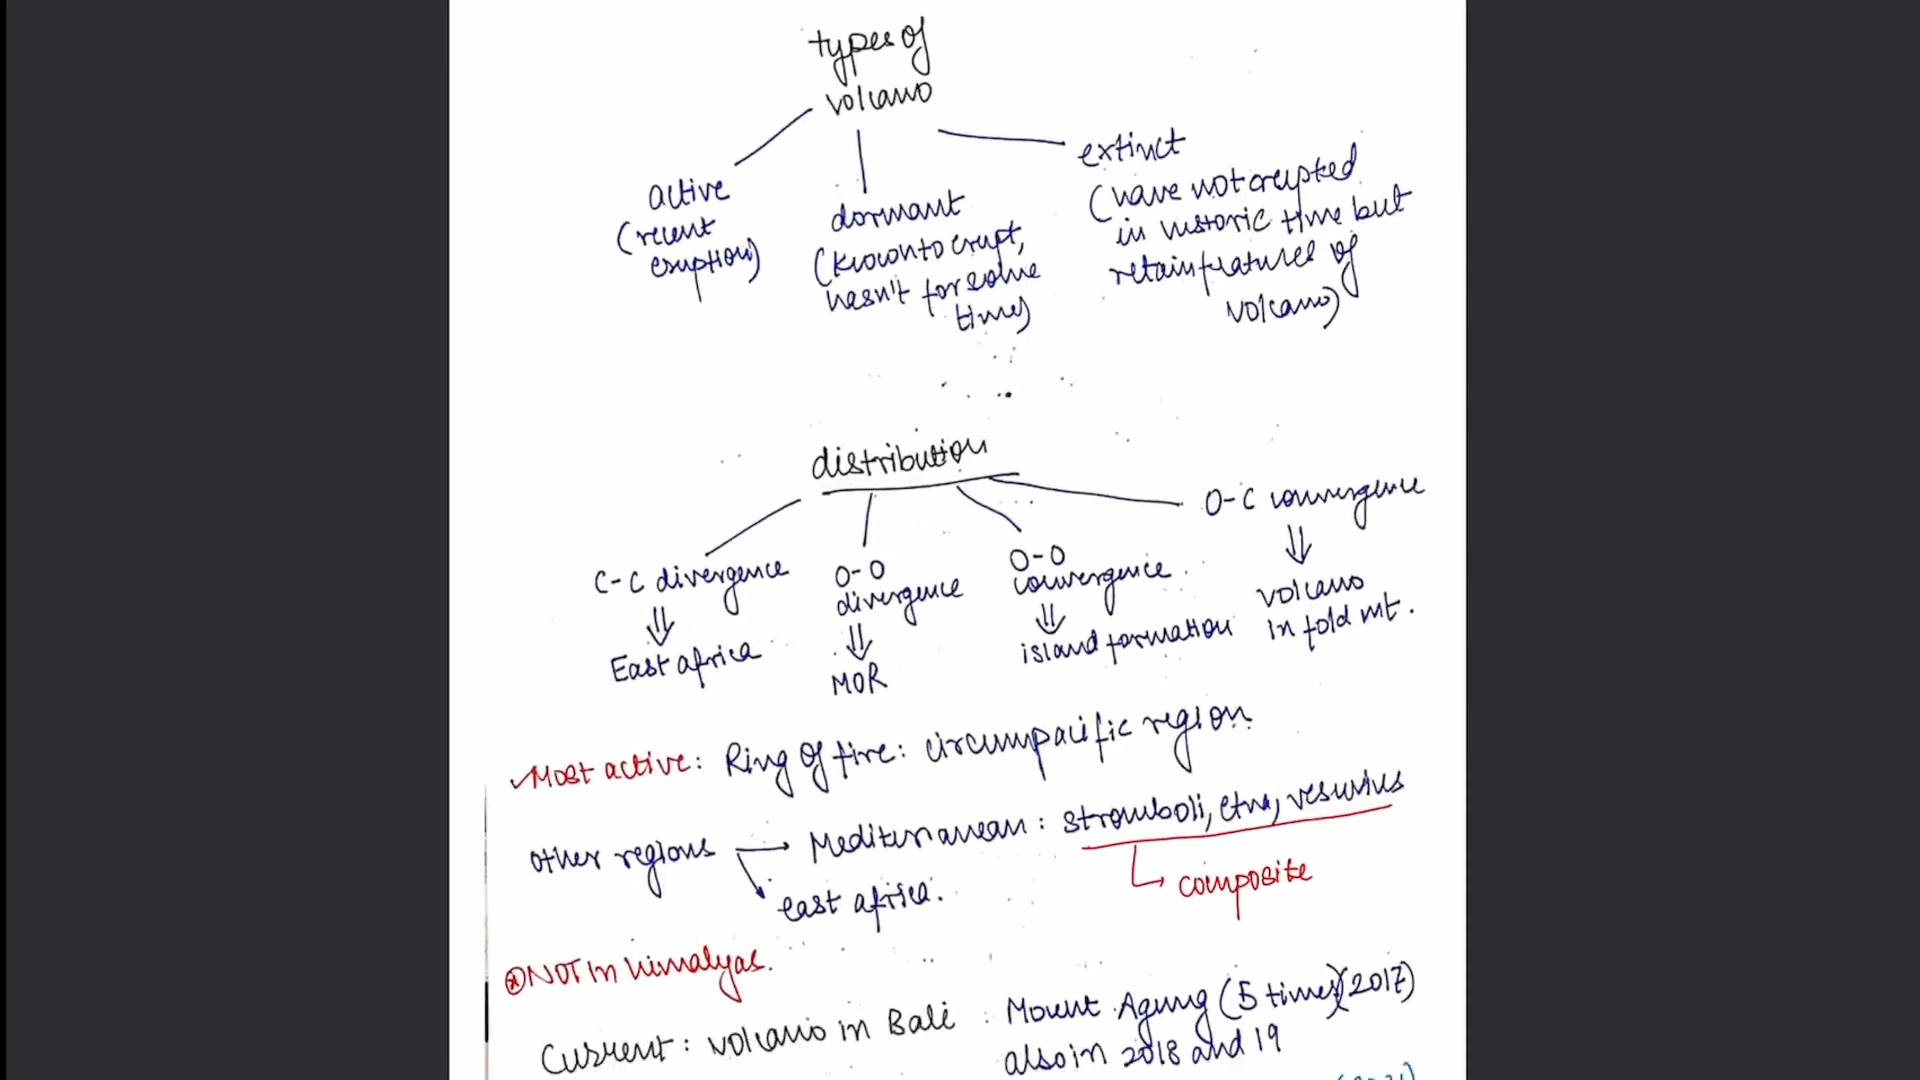 types of
volcano
active
(recent
eruption)
dormant
(known to erupt,
hasn't for some
time)
extinct
(have not erupted
in historic time but
retain features of
volcano)
distribution
C-C divergence
⇓
East africa
O-O
divergence
⇓
MOR
O-O
convergence
⇓
island formation
O-C convergence
⇓
volcano
in fold mt.
✓Most active: Ring of fire: circumpacific region.
other regions → Mediterranean: stromboli, etna, vesuvius
↳ composite
east africa.
NOT in himalyas.
Current: volcano in Bali : Mount Agung (5 times)(2017)
also in 2018 and 19